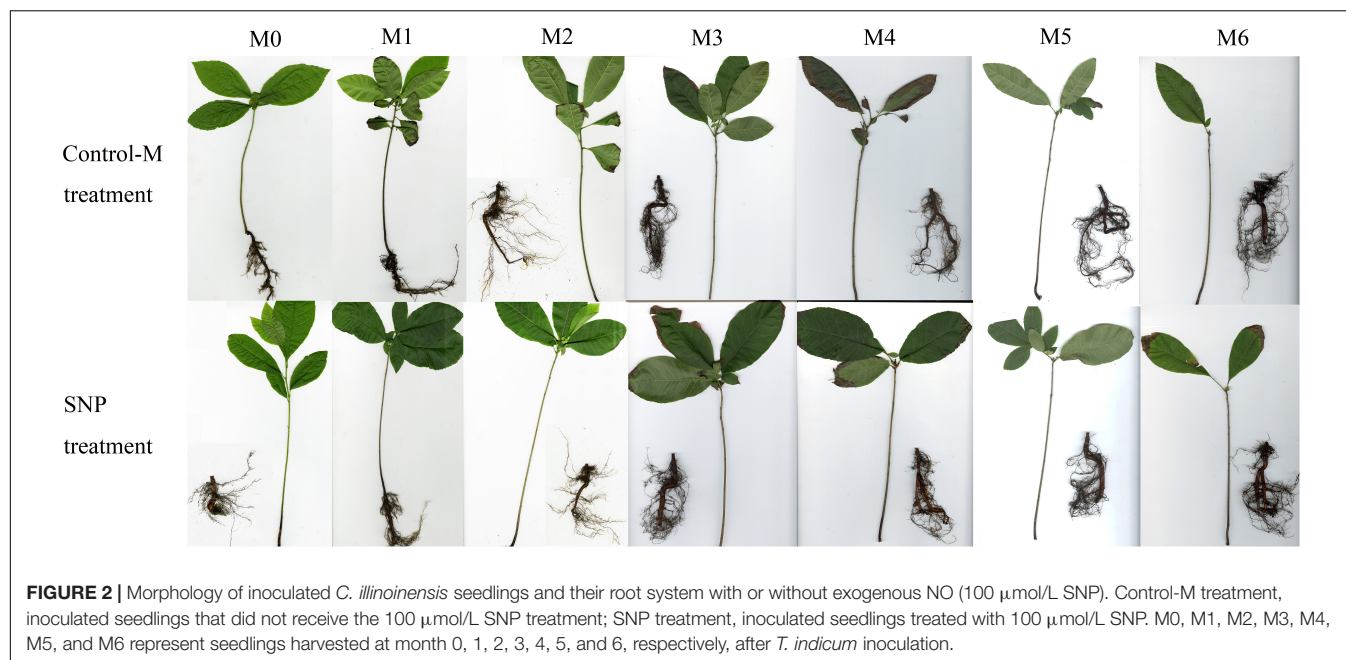 M0 M1 M2 M3 M4 M5 M6
Control-M
treatment
SNP
treatment
FIGURE 2 | Morphology of inoculated C. illinoinensis seedlings and their root system with or without exogenous NO (100 μmol/L SNP). Control-M treatment,
inoculated seedlings that did not receive the 100 μmol/L SNP treatment; SNP treatment, inoculated seedlings treated with 100 μmol/L SNP. M0, M1, M2, M3, M4,
M5, and M6 represent seedlings harvested at month 0, 1, 2, 3, 4, 5, and 6, respectively, after T. indicum inoculation.